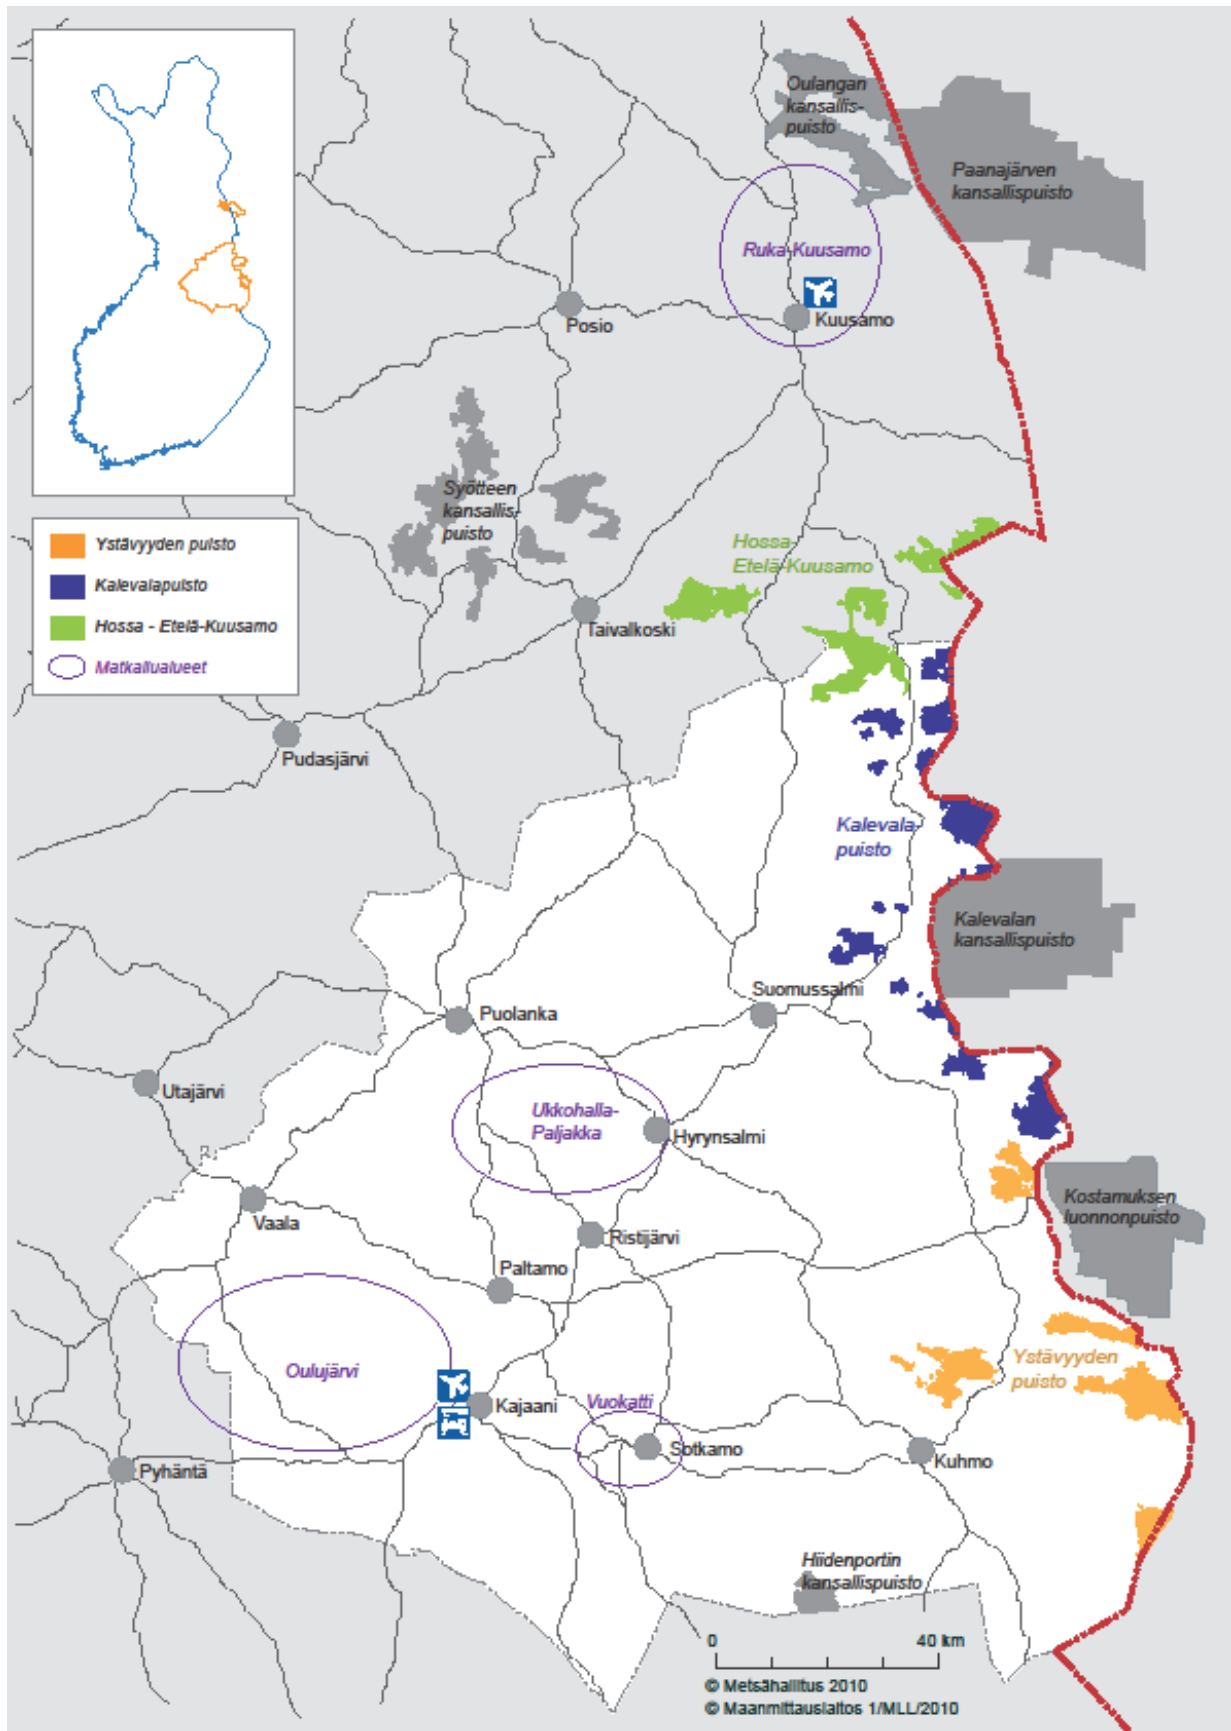 Oulangan
kansallis-
puisto
Paanajärven
kansallispuisto
Ruka-Kuusamo
Kuusamo
Posio
Syötteen
kansallis-
puisto
Ystävyyden puisto
Kalevalapuisto
Hossa - Etelä-Kuusamo
Matkailualueet
Hossa-
Etelä-Kuusamo
Taivalkoski
Pudasjärvi
Kalevala-
puisto
Kalevalan
kansallispuisto
Suomussalmi
Puolanka
Utajärvi
Ukkohalla-
Paljakka
Hyrynsalmi
Kostamuksen
luonnonpuisto
Vaala
Ristijärvi
Paltamo
Oulujärvi
Ystävyyden
puisto
Vuokatti
Kajaani
Sotkamo
Kuhmo
Pyhäntä
Hiidenportin
kansallispuisto
0 40 km
© Metsähallitus 2010
© Maanmittauslaitos 1/MLL/2010